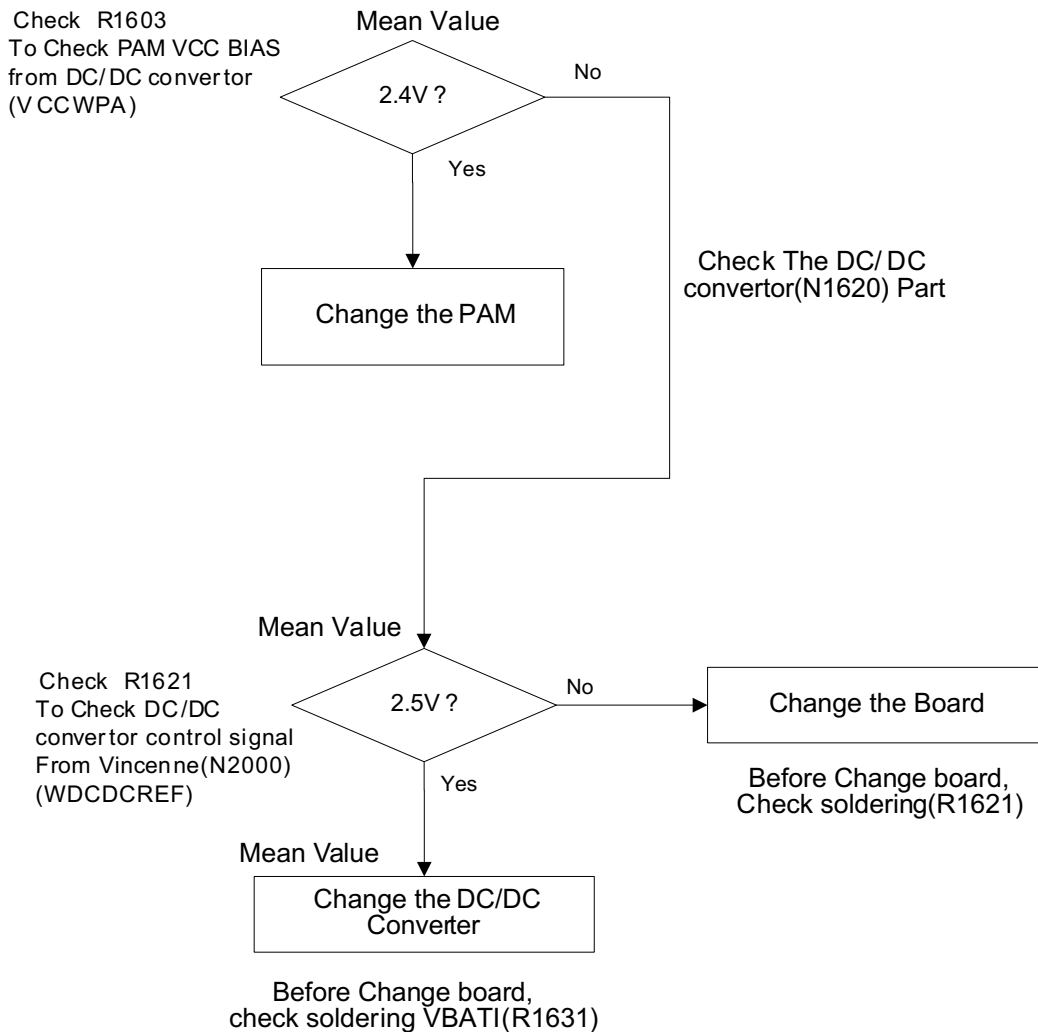 Check R1603
To Check PAM VCC BIAS
from DC/DC convertor
(VCCWPA)
Mean Value
2.4V ?
No
Yes
Change the PAM
Check The DC/DC
convertor(N1620) Part
Mean Value
Check R1621
To Check DC/DC
convertor control signal
From Vincenne(N2000)
(WDCDCREF)
2.5V ?
No
Yes
Change the Board
Before Change board,
Check soldering(R1621)
Mean Value
Change the DC/DC
Converter
Before Change board,
check soldering VBATI(R1631)